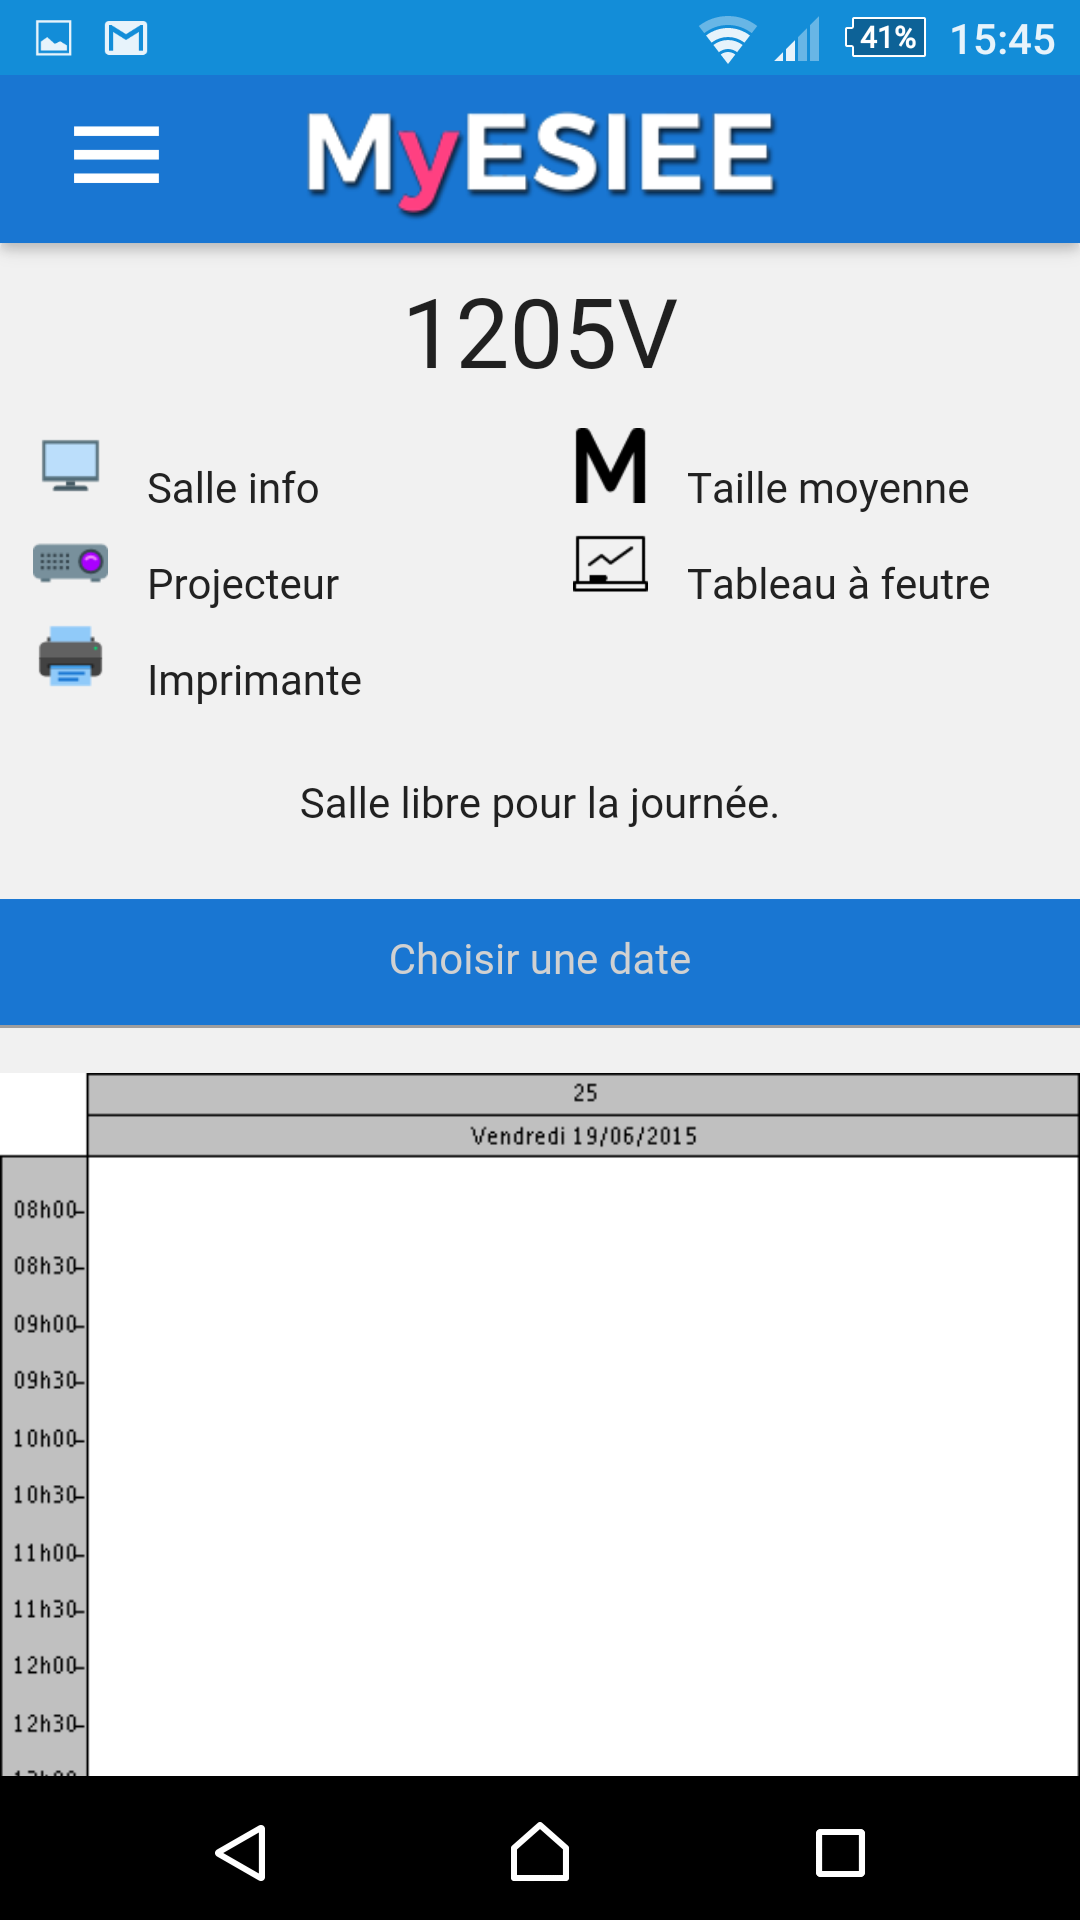 41% 15:45
MyESIEE
1205V
Salle info
M Taille moyenne
Projecteur
Tableau à feutre
Imprimante
Salle libre pour la journée.
Choisir une date
25
Vendredi 19/06/2015
08h00
08h30
09h00
09h30
10h00
10h30
11h00
11h30
12h00
12h30